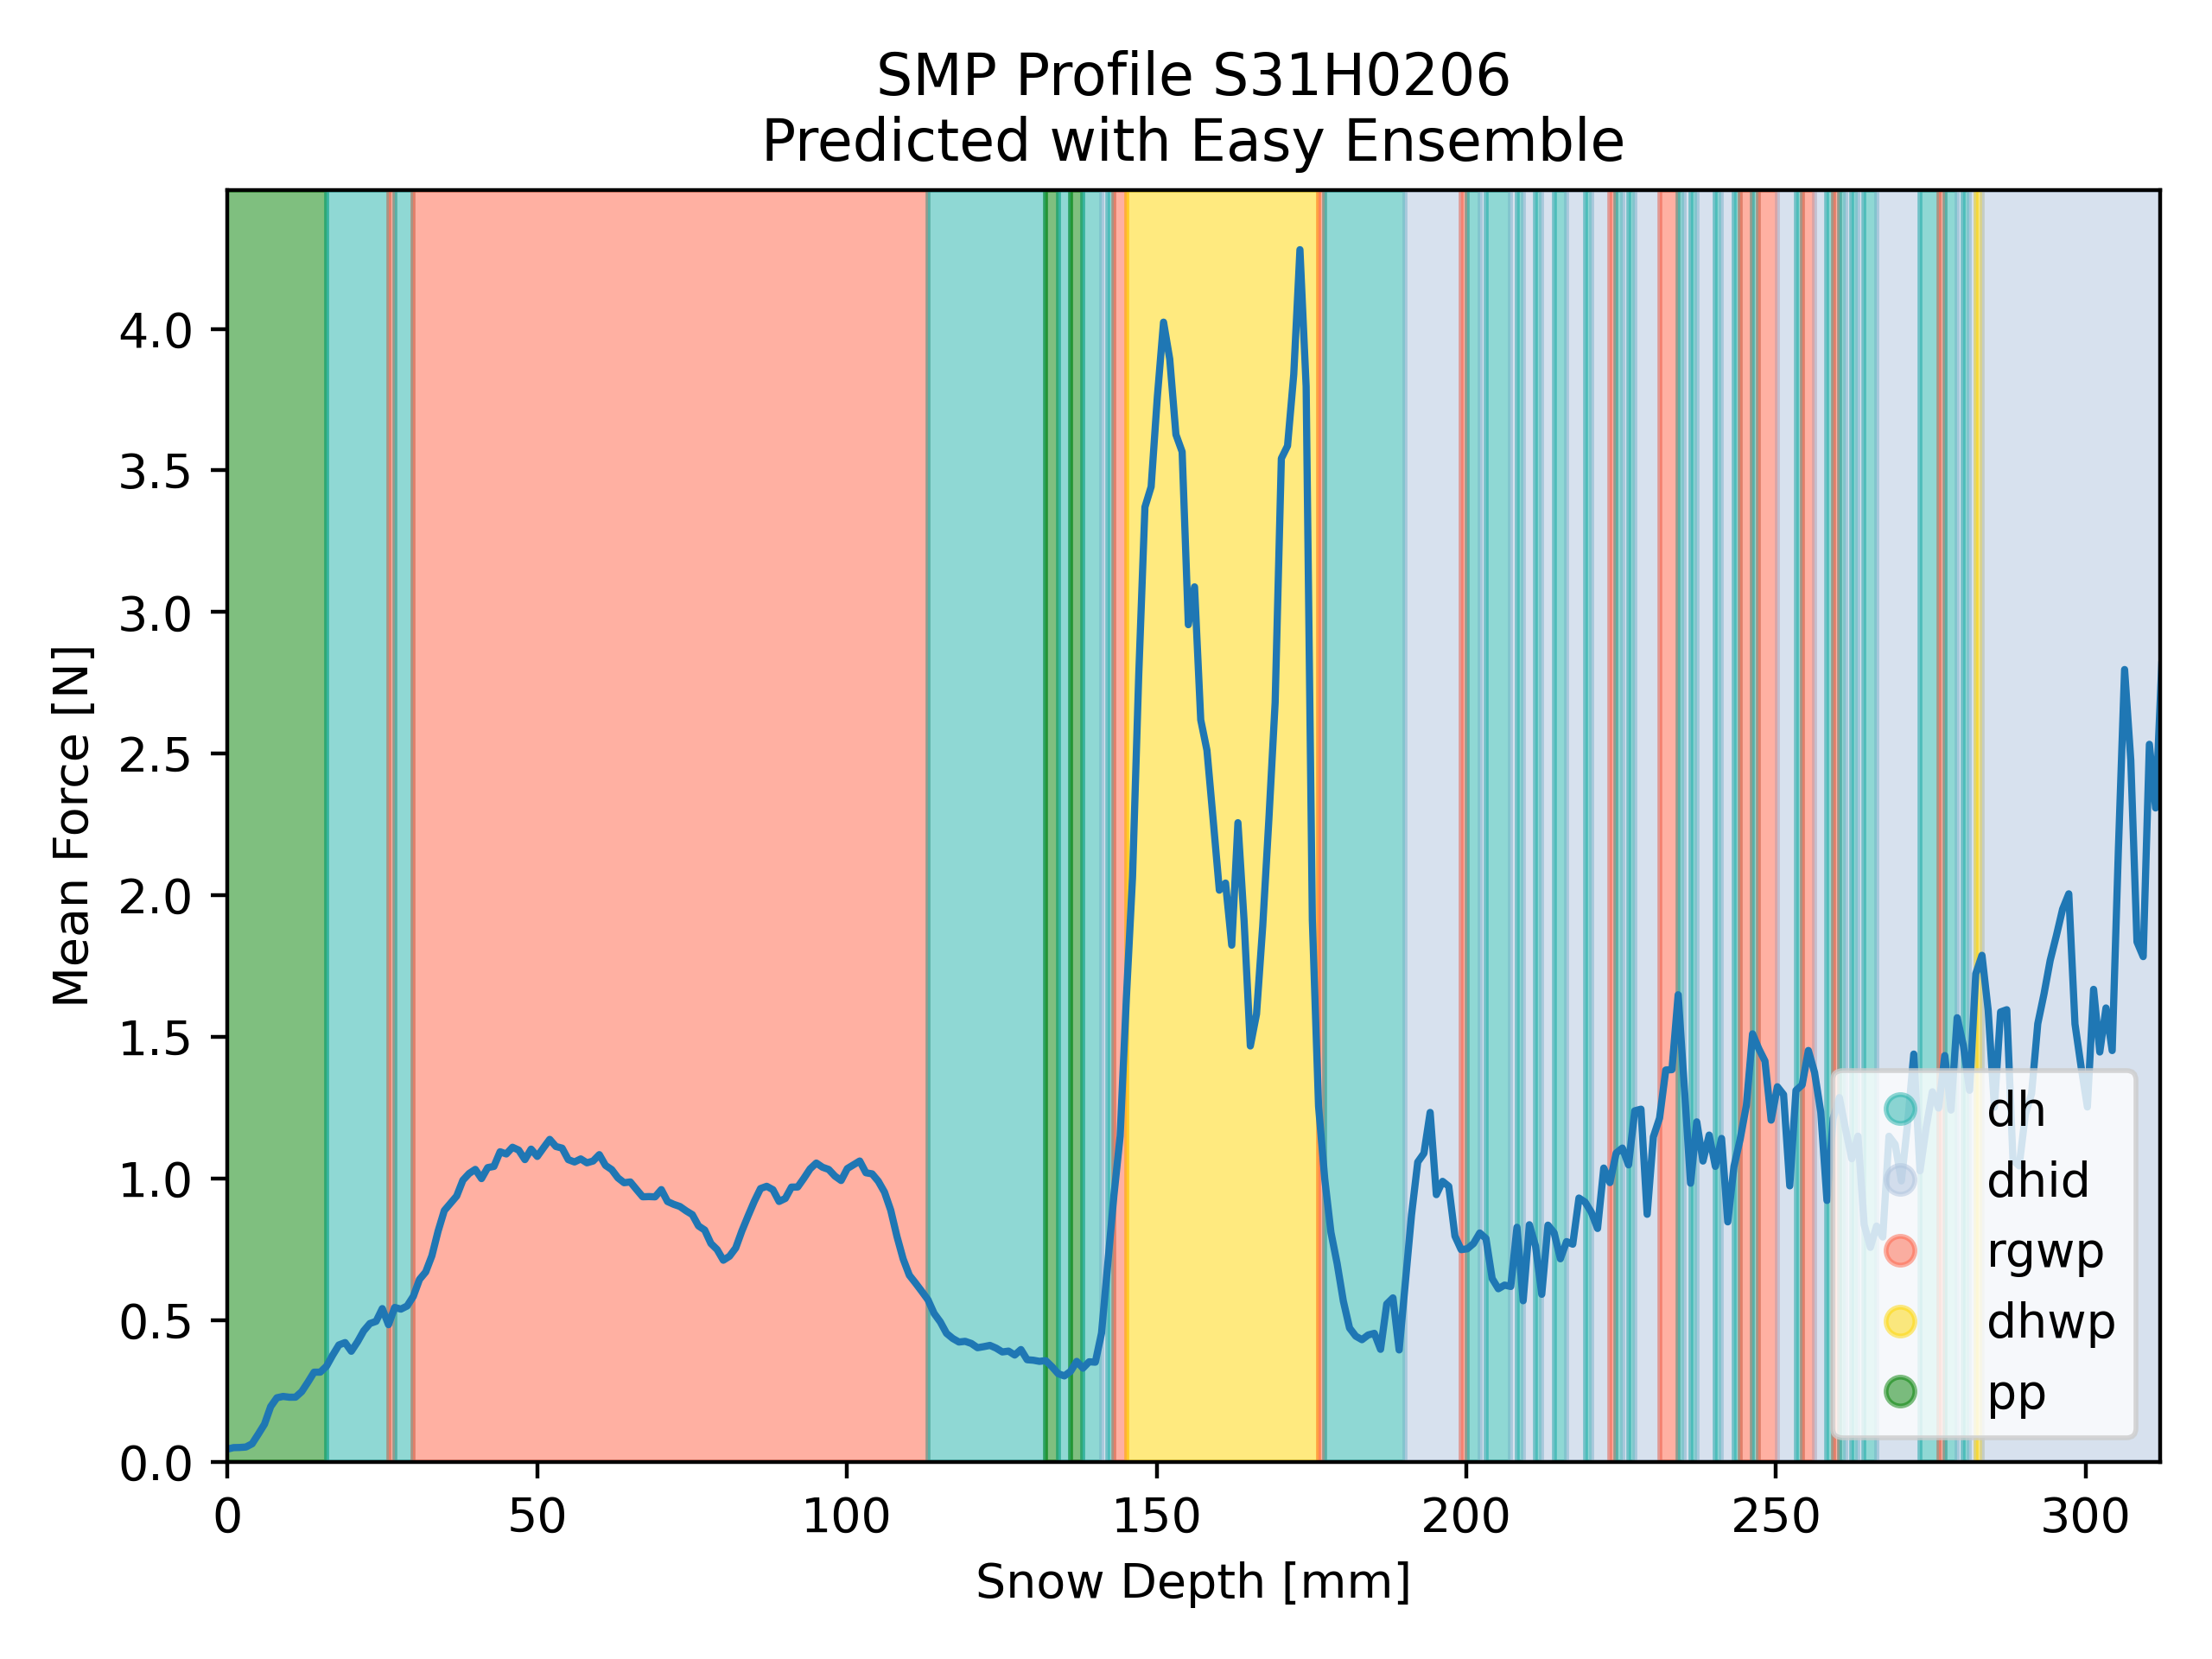 SMP Profile S31H0206
Predicted with Easy Ensemble
Mean Force [N]
4.0
3.5
3.0
2.5
2.0
1.5
1.0
0.5
0.0
dh
dhid
rgwp
dhwp
pp
0 50 100 150 200 250 300
Snow Depth [mm]